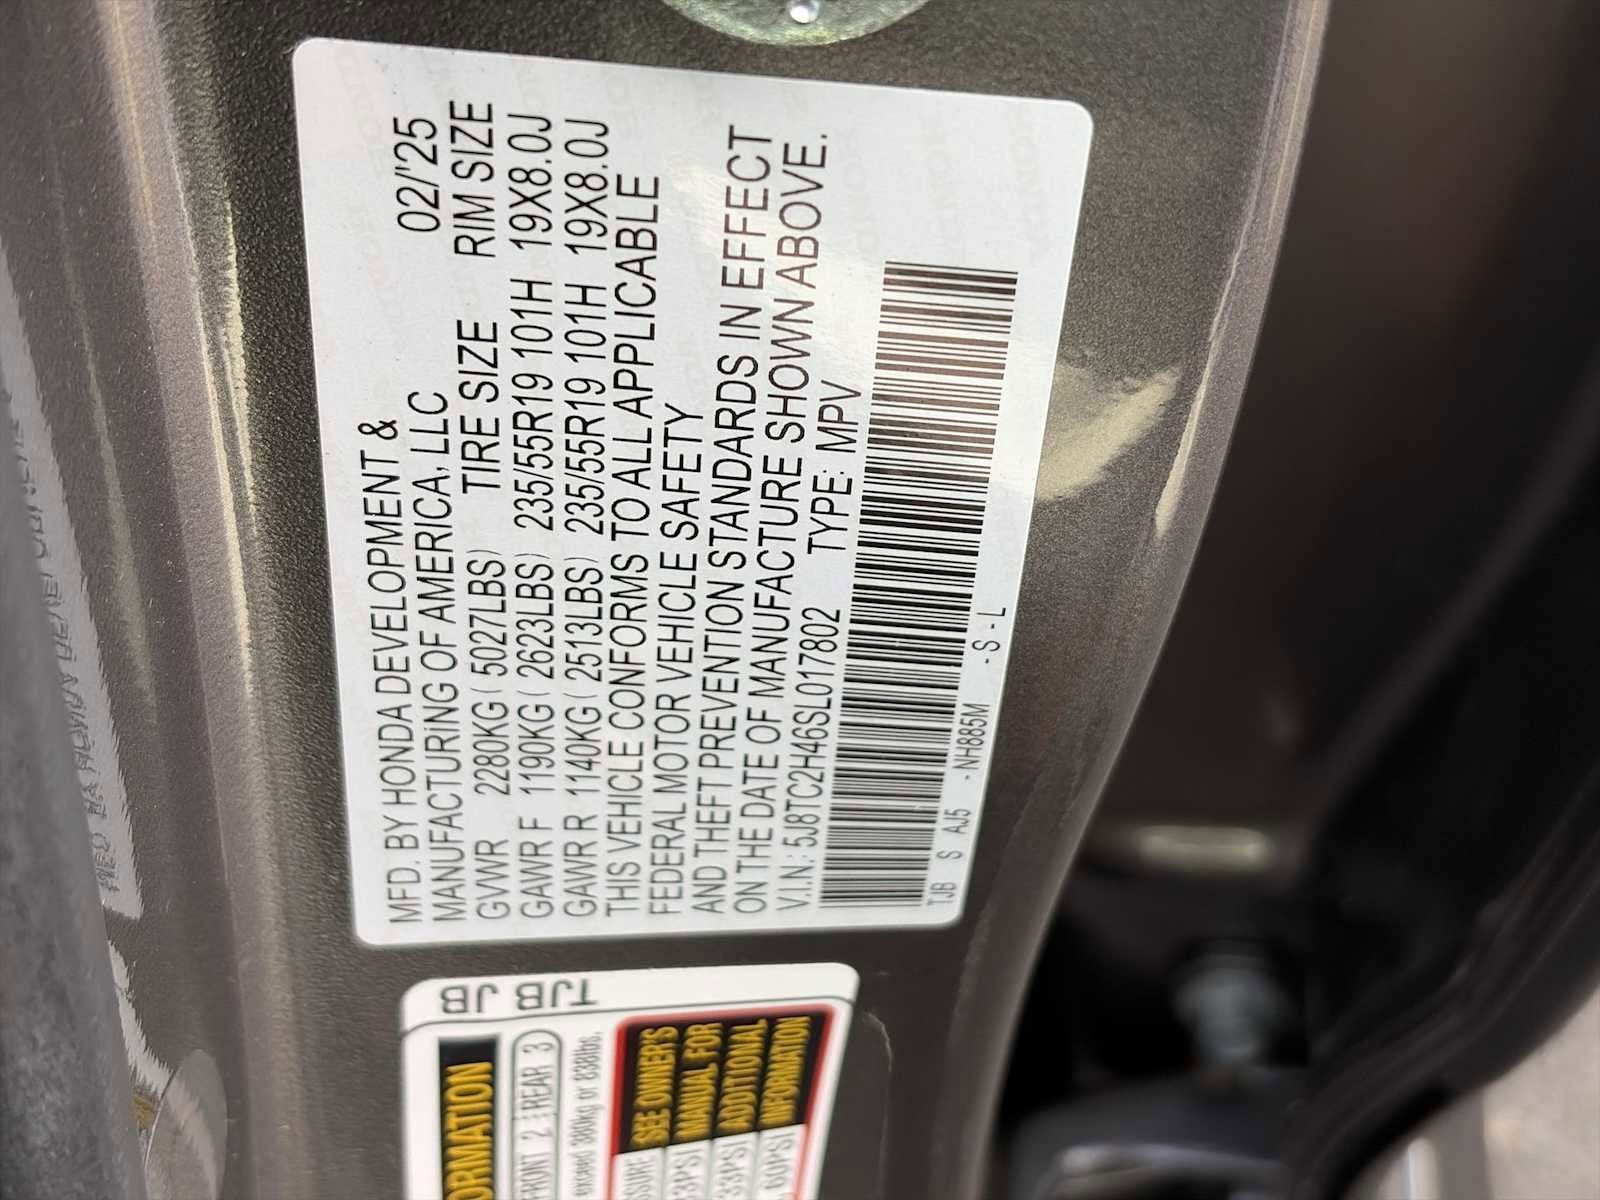 MFD. BY HONDA DEVELOPMENT & 02/'25
MANUFACTURING OF AMERICA, LLC RIM SIZE
GVWR 2280KG ( 5027LBS) TIRE SIZE
GAWR F 1190KG ( 2623LBS) 235/55R19 101H 19X8.0J
GAWR R 1140KG ( 2513LBS) 235/55R19 101H 19X8.0J
THIS VEHICLE CONFORMS TO ALL APPLICABLE
FEDERAL MOTOR VEHICLE SAFETY
AND THEFT PREVENTION STANDARDS IN EFFECT
ON THE DATE OF MANUFACTURE SHOWN ABOVE.
V.I.N.: 5J8TC2H46SL017802 TYPE: MPV
TJB S AJ5 - NH885M - S - L
TJB JB
FRONT 2 REAR 3
exceed 380kg or 838lbs.
SEE OWNER'S
MANUAL FOR
ADDITIONAL
INFORMATION
33PSI
60PSI